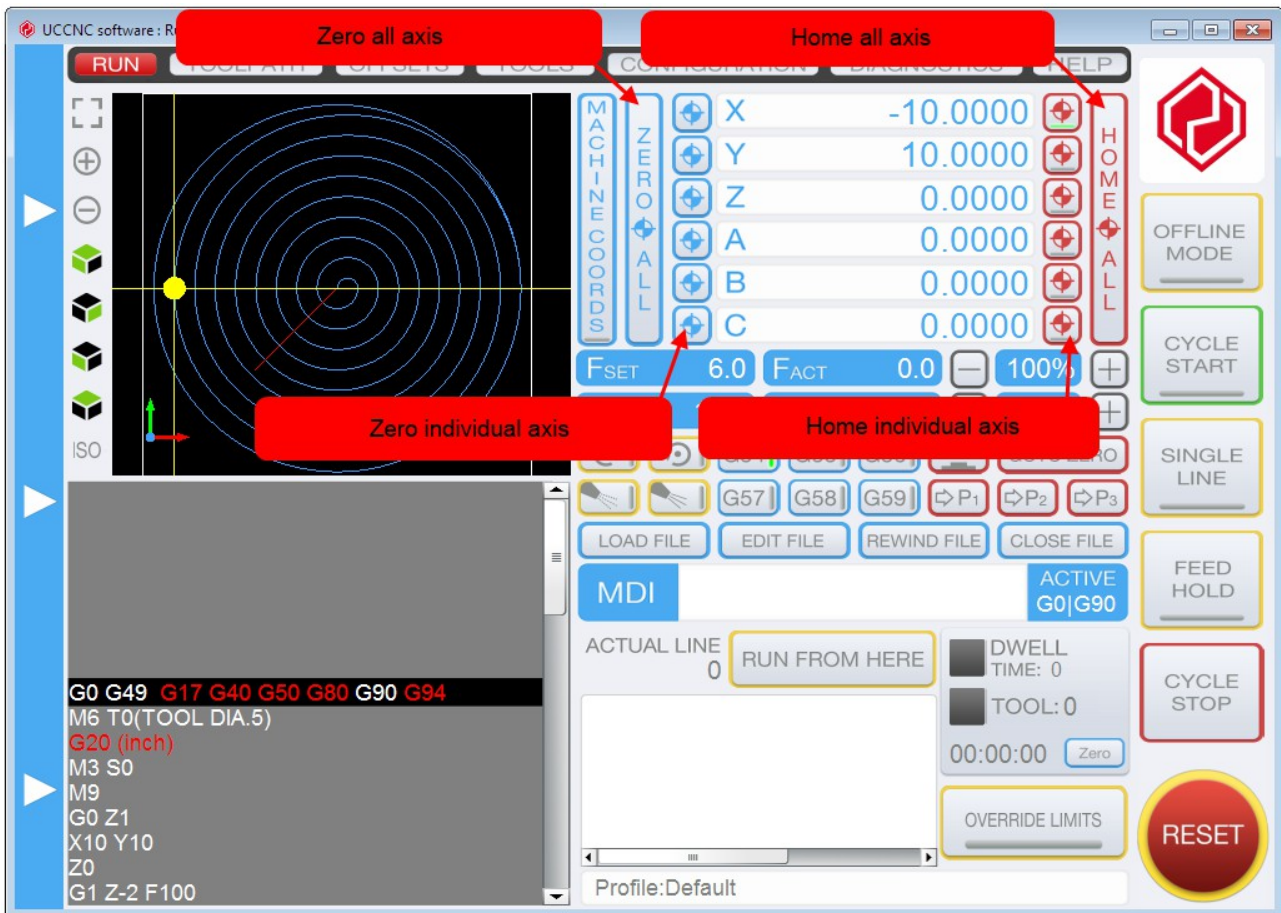 UCCNC software : R
Zero all axis
Home all axis
RUN TOOLPATH OFFSETS TOOLS CONFIGURATION DIAGNOSTICS HELP
MACHINE COORDS
ZERO ALL
X -10.0000
Y 10.0000
Z 0.0000
A 0.0000
B 0.0000
C 0.0000
HOME ALL
FSET 6.0 FACT 0.0 100%
Zero individual axis
Home individual axis
ISO
G57 G58 G59 P1 P2 P3
LOAD FILE EDIT FILE REWIND FILE CLOSE FILE
MDI
ACTIVE
G0|G90
ACTUAL LINE
0
RUN FROM HERE
DWELL
TIME: 0
TOOL: 0
00:00:00 Zero
OVERRIDE LIMITS
Profile:Default
G0 G49 G17 G40 G50 G80 G90 G94
M6 T0(TOOL DIA.5)
G20 (inch)
M3 S0
M9
G0 Z1
X10 Y10
Z0
G1 Z-2 F100
OFFLINE
MODE
CYCLE
START
SINGLE
LINE
FEED
HOLD
CYCLE
STOP
RESET